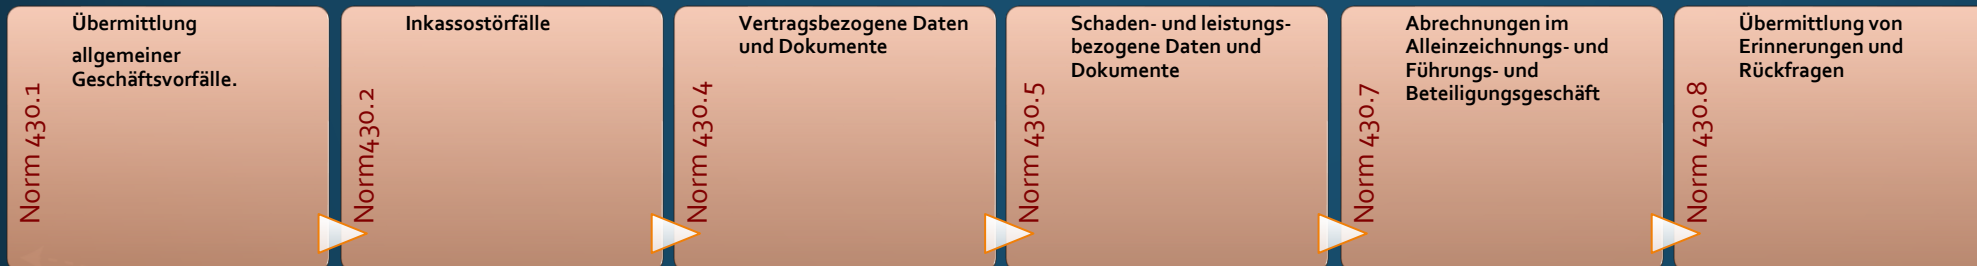 Norm 430.1
Übermittlung
allgemeiner
Geschäftsvorfälle.
Norm430.2
Inkassostörfälle
Norm 430.4
Vertragsbezogene Daten
und Dokumente
Norm 430.5
Schaden- und leistungs-
bezogene Daten und
Dokumente
Norm 430.7
Abrechnungen im
Alleinzeichnungs- und
Führungs- und
Beteiligungsgeschäft
Norm 430.8
Übermittlung von
Erinnerungen und
Rückfragen